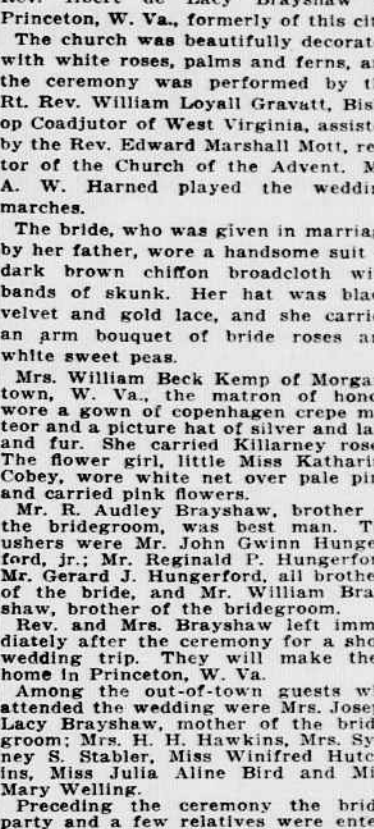 Rev. Albert de Lacy Brayshaw
Princeton, W. Va., formerly of this cit
The church was beautifully decorat
with white roses, palms and ferns, a
the ceremony was performed by t
Rt. Rev. William Loyall Gravatt, Bis
op Coadjutor of West Virginia, assist
by the Rev. Edward Marshall Mott, re
tor of the Church of the Advent. M
A. W. Harned played the weddin
marches.
The bride, who was given in marria
by her father, wore a handsome suit
dark brown chiffon broadcloth wi
bands of skunk. Her hat was blac
velvet and gold lace, and she carri
an arm bouquet of bride roses a
white sweet peas.
Mrs. William Beck Kemp of Morga
town, W. Va., the matron of hono
wore a gown of copenhagen crepe m
teor and a picture hat of silver and la
and fur. She carried Killarney rose
The flower girl, little Miss Kathari
Cobey, wore white net over pale pin
and carried pink flowers.
Mr. R. Audley Brayshaw, brother
the bridegroom, was best man. T
ushers were Mr. John Gwinn Hunge
ford, jr.; Mr. Reginald P. Hungerfor
Mr. Gerard J. Hungerford, all brothe
of the bride, and Mr. William Bra
shaw, brother of the bridegroom.
Rev. and Mrs. Brayshaw left imm
diately after the ceremony for a sho
wedding trip. They will make the
home in Princeton, W. Va.
Among the out-of-town guests w
attended the wedding were Mrs. Jose
Lacy Brayshaw, mother of the brid
groom; Mrs. H. H. Hawkins, Mrs. Sy
ney S. Stabler, Miss Winifred Hutc
ins, Miss Julia Aline Bird and Mi
Mary Welling.
Preceding the ceremony the brid
party and a few relatives were ente